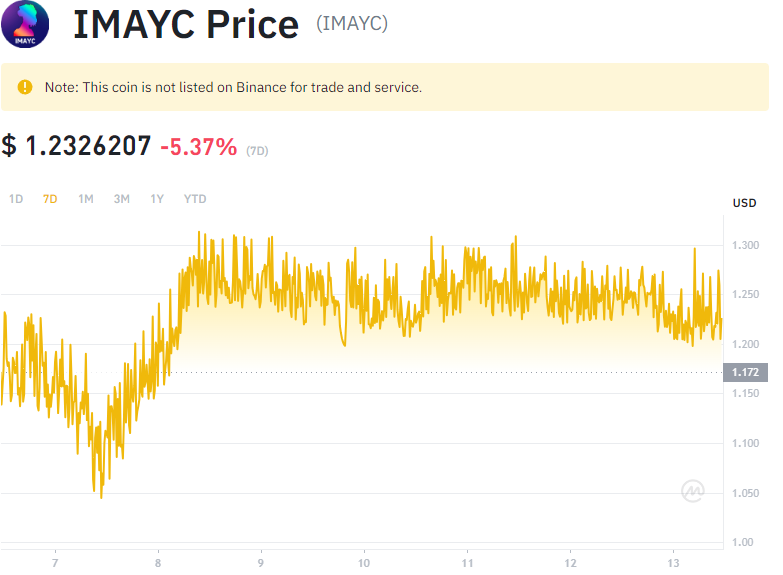 IMAYC Price (IMAYC)
IMAYC
Note: This coin is not listed on Binance for trade and service.
$ 1.2326207 -5.37% (7D)
1D 7D 1M 3M 1Y YTD
USD
1.300
1.250
1.200
1.172
1.150
1.100
1.050
1.00
7 8 9 10 11 12 13